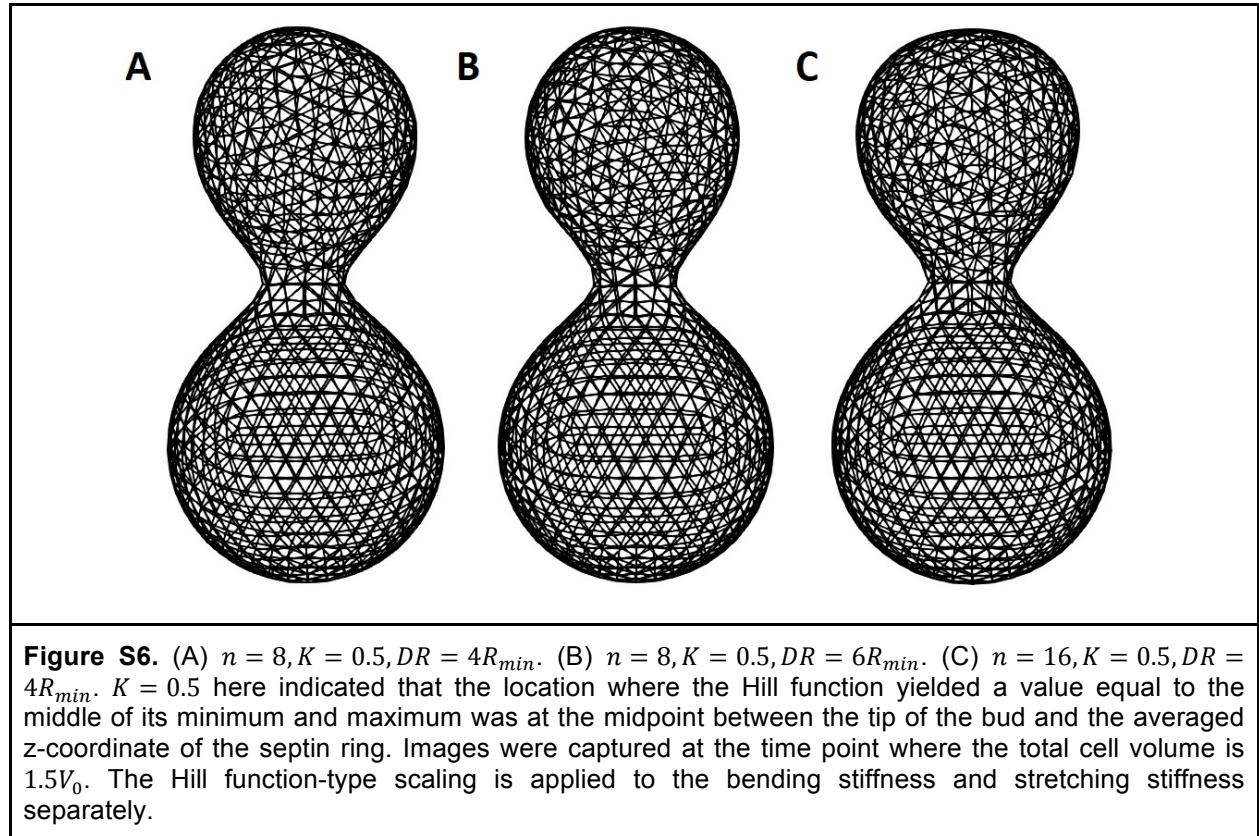 A
B
C
Figure S6. (A) n = 8, K = 0.5, DR = 4R_min. (B) n = 8, K = 0.5, DR = 6R_min. (C) n = 16, K = 0.5, DR =
4R_min. K = 0.5 here indicated that the location where the Hill function yielded a value equal to the
middle of its minimum and maximum was at the midpoint between the tip of the bud and the averaged
z-coordinate of the septin ring. Images were captured at the time point where the total cell volume is
1.5V_0. The Hill function-type scaling is applied to the bending stiffness and stretching stiffness
separately.